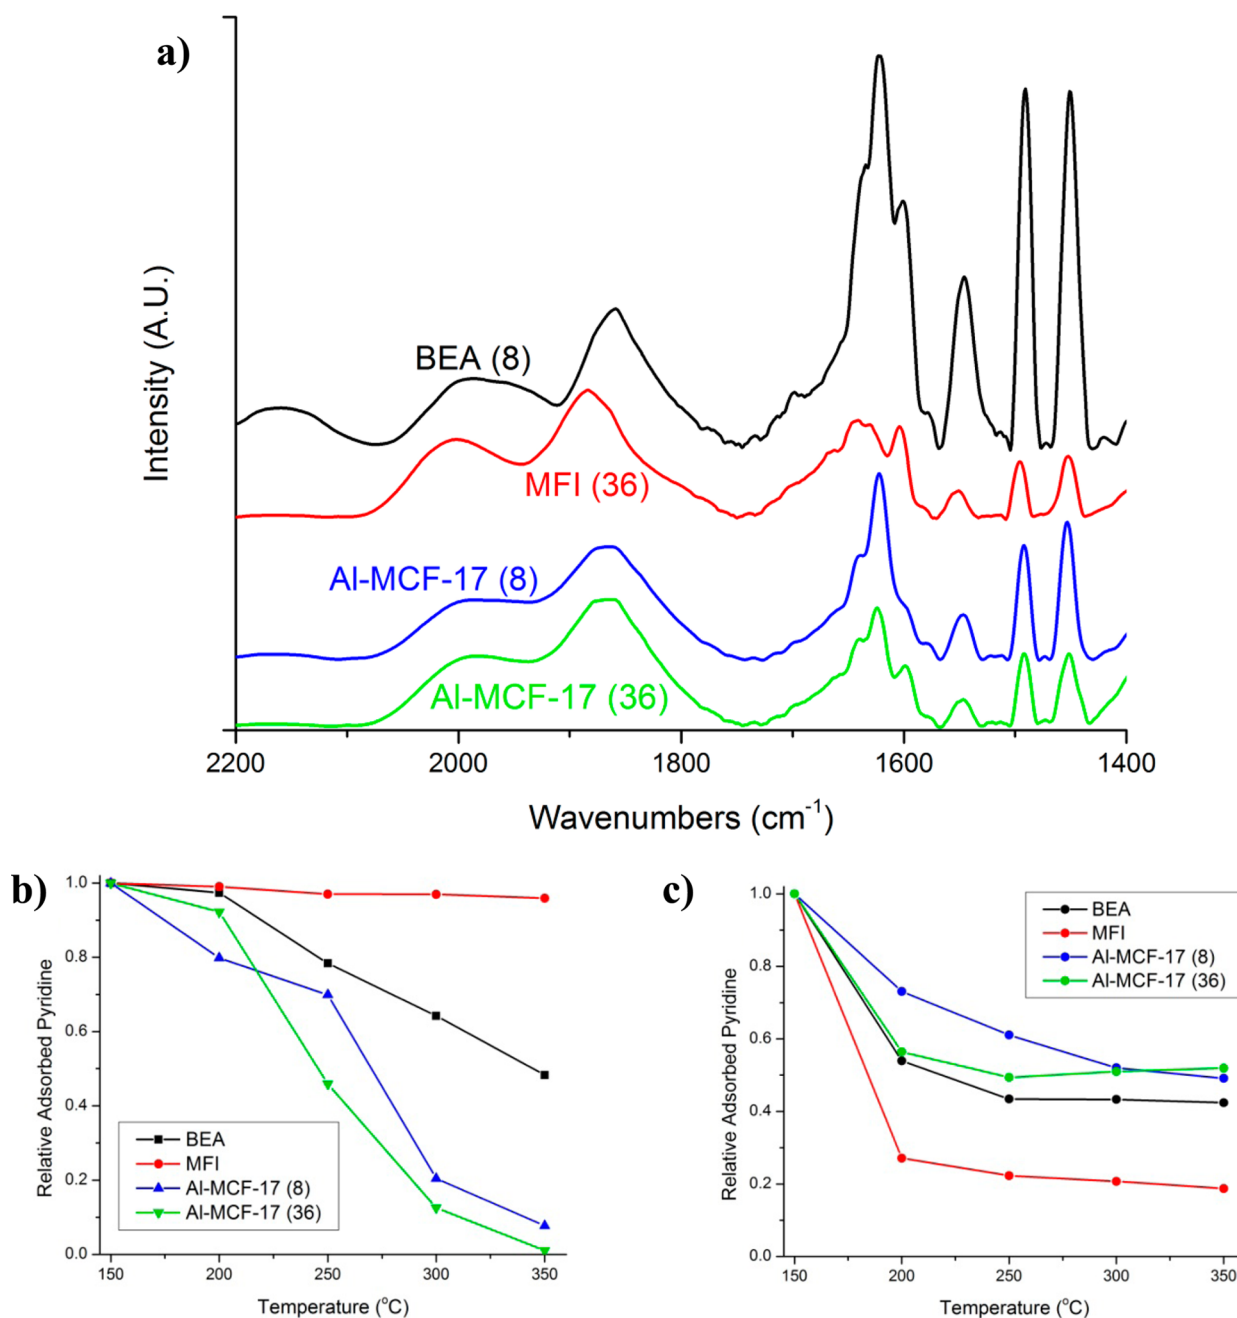 a)
Intensity (A.U.)
BEA (8)
MFI (36)
Al-MCF-17 (8)
Al-MCF-17 (36)
2200 2000 1800 1600 1400
Wavenumbers (cm⁻¹)
b)
Relative Adsorbed Pyridine
1.0
0.8
0.6
0.4
0.2
0.0
BEA
MFI
Al-MCF-17 (8)
Al-MCF-17 (36)
150 200 250 300 350
Temperature (°C)
c)
Relative Adsorbed Pyridine
1.0
0.8
0.6
0.4
0.2
0.0
BEA
MFI
Al-MCF-17 (8)
Al-MCF-17 (36)
150 200 250 300 350
Temperature (°C)